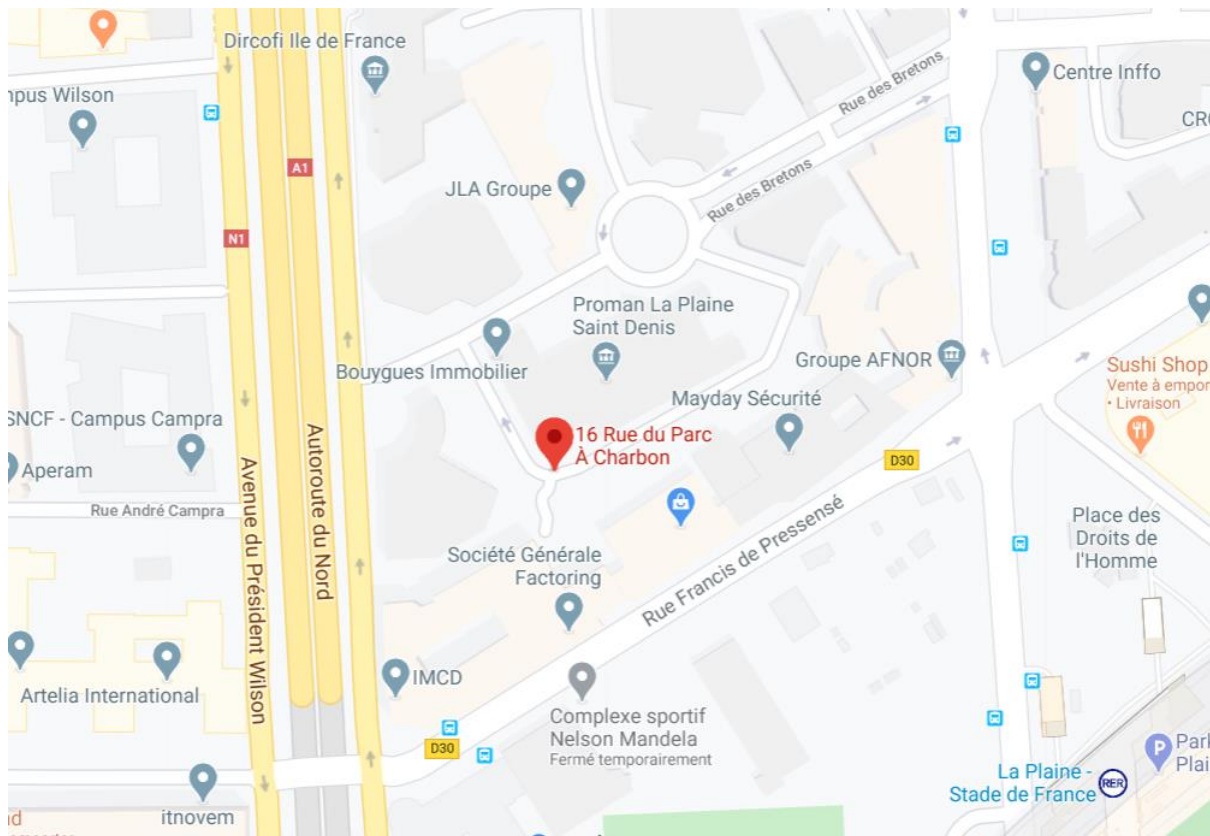 Dircofi Ile de France
Centre Inffo
npus Wilson
Rue des Bretons
CR
A1
JLA Groupe
Rue des Bretons
N1
Proman La Plaine
Saint Denis
Groupe AFNOR
Bouygues Immobilier
Sushi Shop
Vente à empor
• Livraison
Mayday Sécurité
SNCF - Campus Campra
16 Rue du Parc
À Charbon
Aperam
D30
Rue André Campra
Autoroute du Nord
Avenue du Président Wilson
Place des
Droits de
l'Homme
Société Générale
Factoring
Rue Francis de Pressensé
IMCD
Artelia International
Complexe sportif
Nelson Mandela
Fermé temporairement
D30
P
Park
Plai
La Plaine -
Stade de France
RER
itnovem